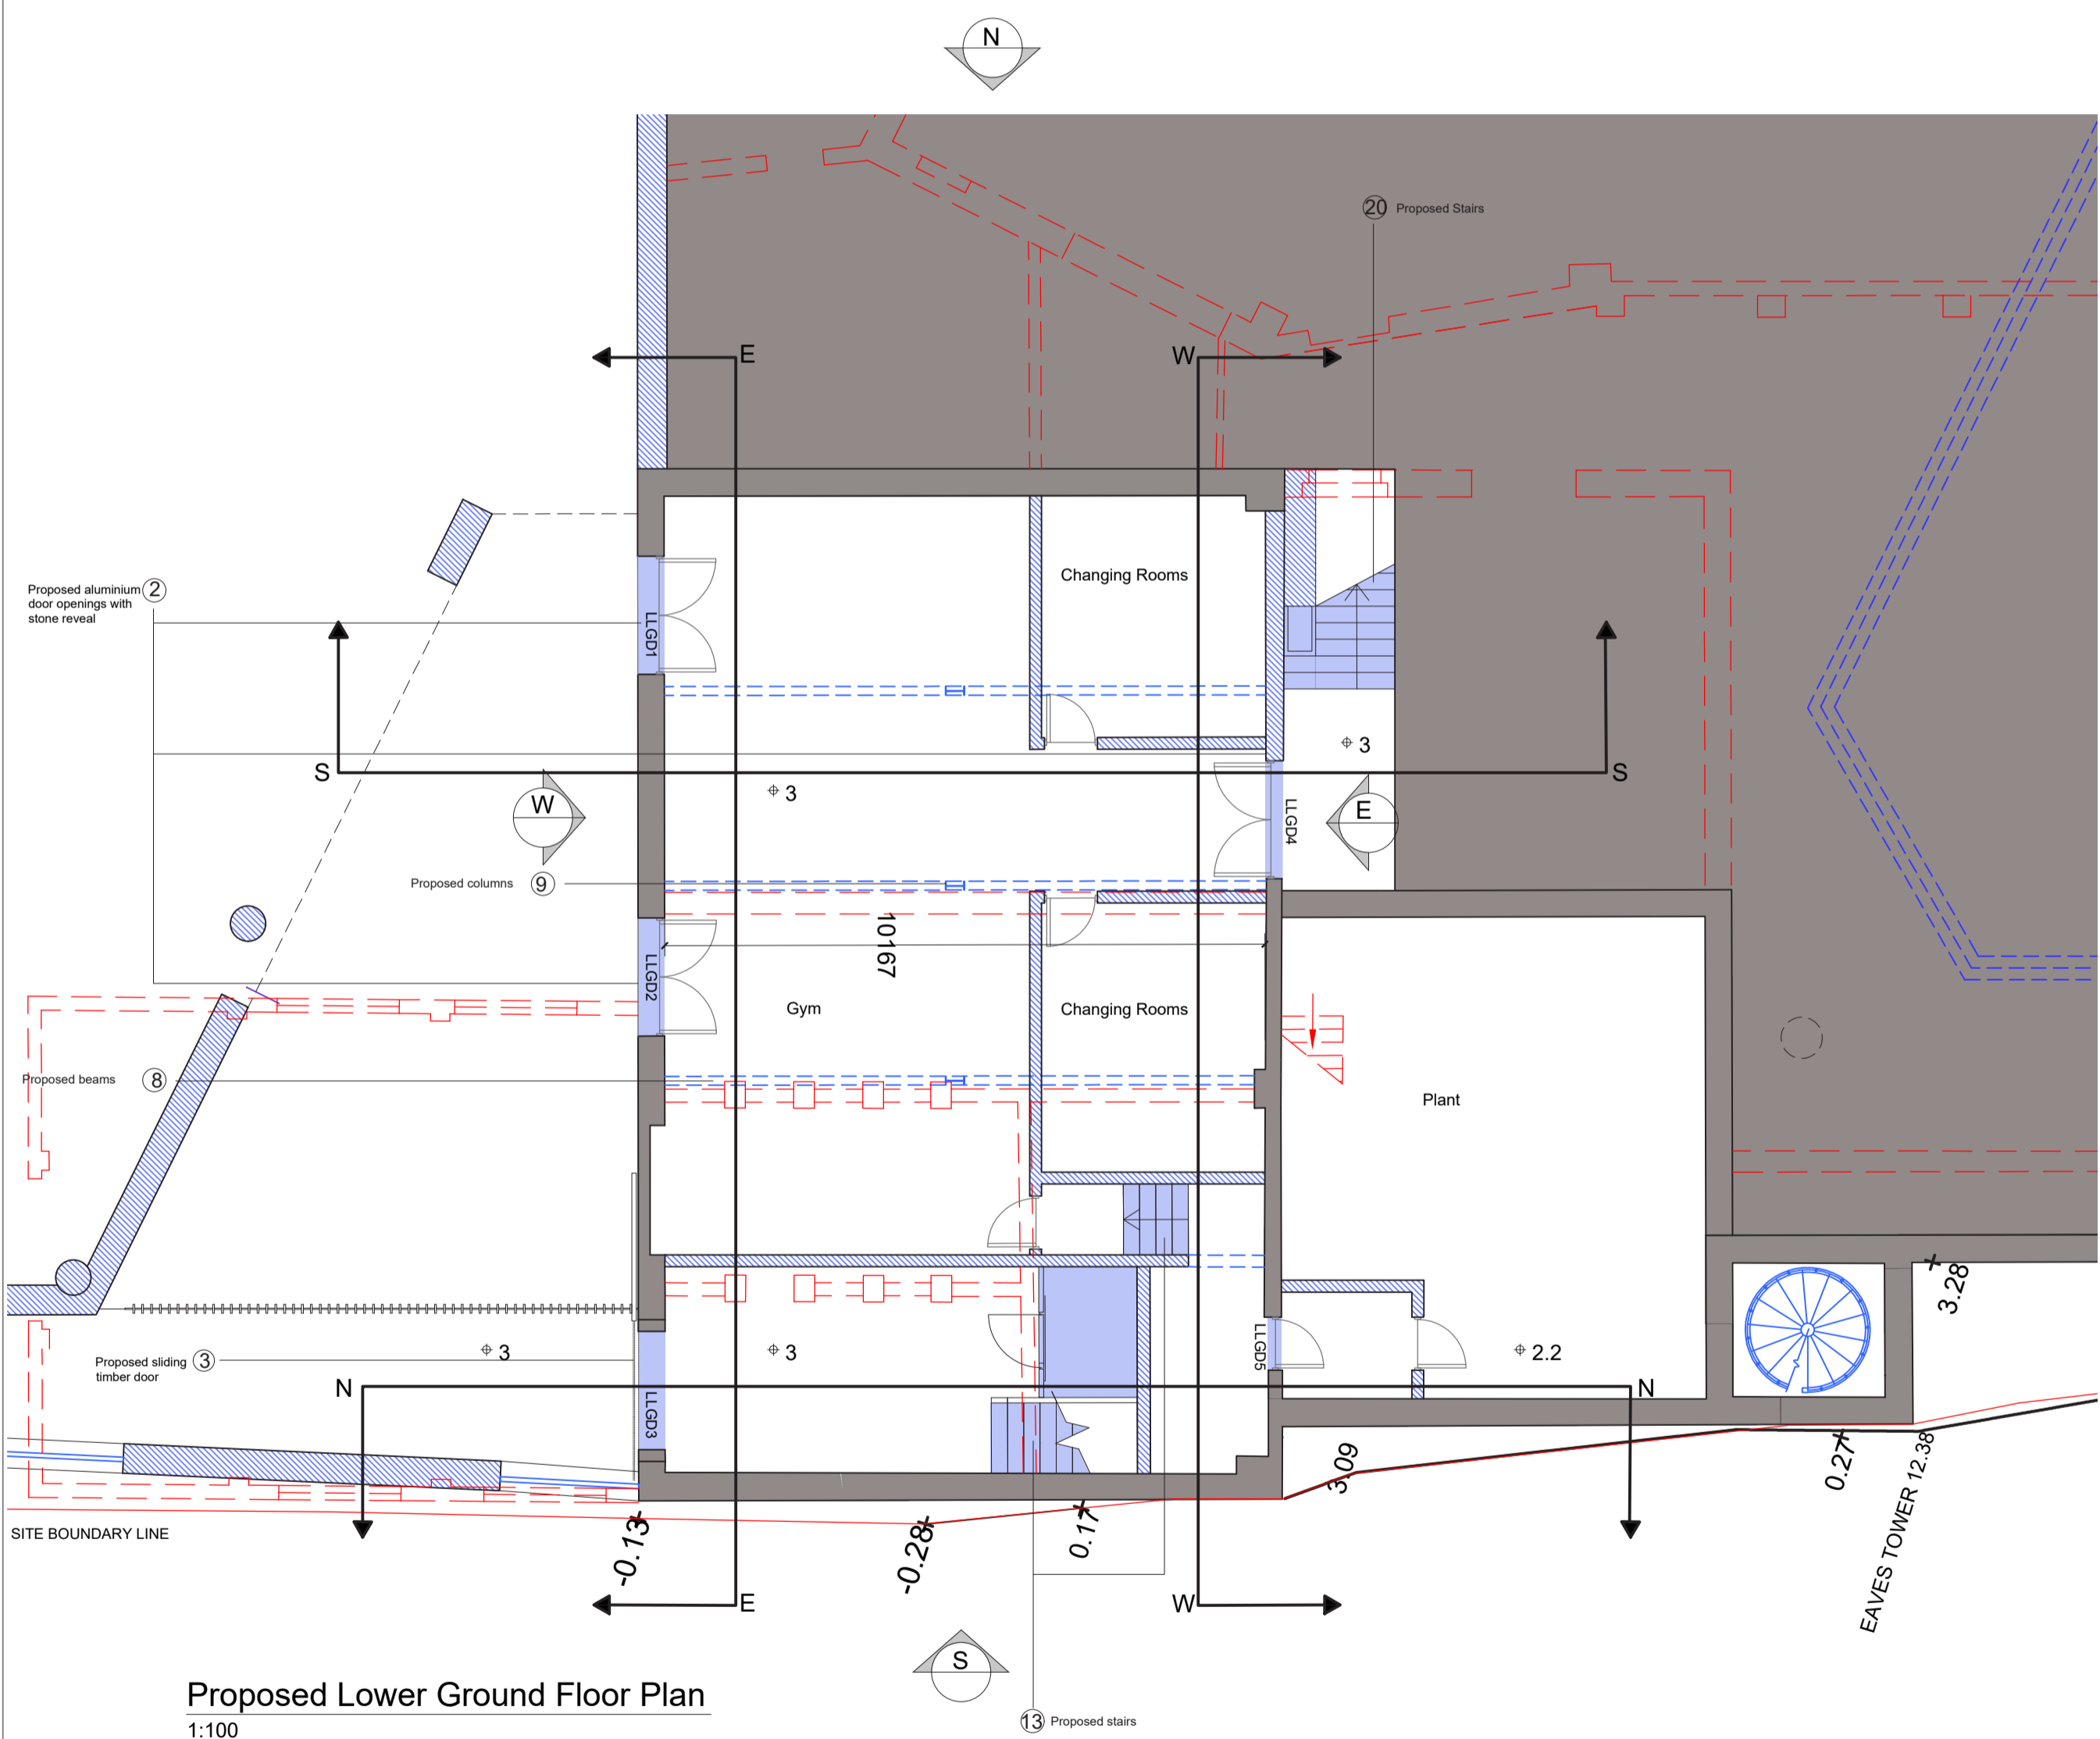 N
20 Proposed Stairs
E
W
Changing Rooms
Proposed aluminium 2
door openings with
stone reveal
LLGD1
3
S
S
W
3
E
LLGD4
Proposed columns 9
10167
LLGD2
Gym
Changing Rooms
Proposed beams 8
Plant
3.28
LLGD5
3
3
2.2
Proposed sliding 3
timber door
N
N
LLGD3
3.09
0.27
EAVES TOWER 12.38
SITE BOUNDARY LINE
-0.13
-0.28
0.17
E
W
S
Proposed Lower Ground Floor Plan
1:100
13 Proposed stairs